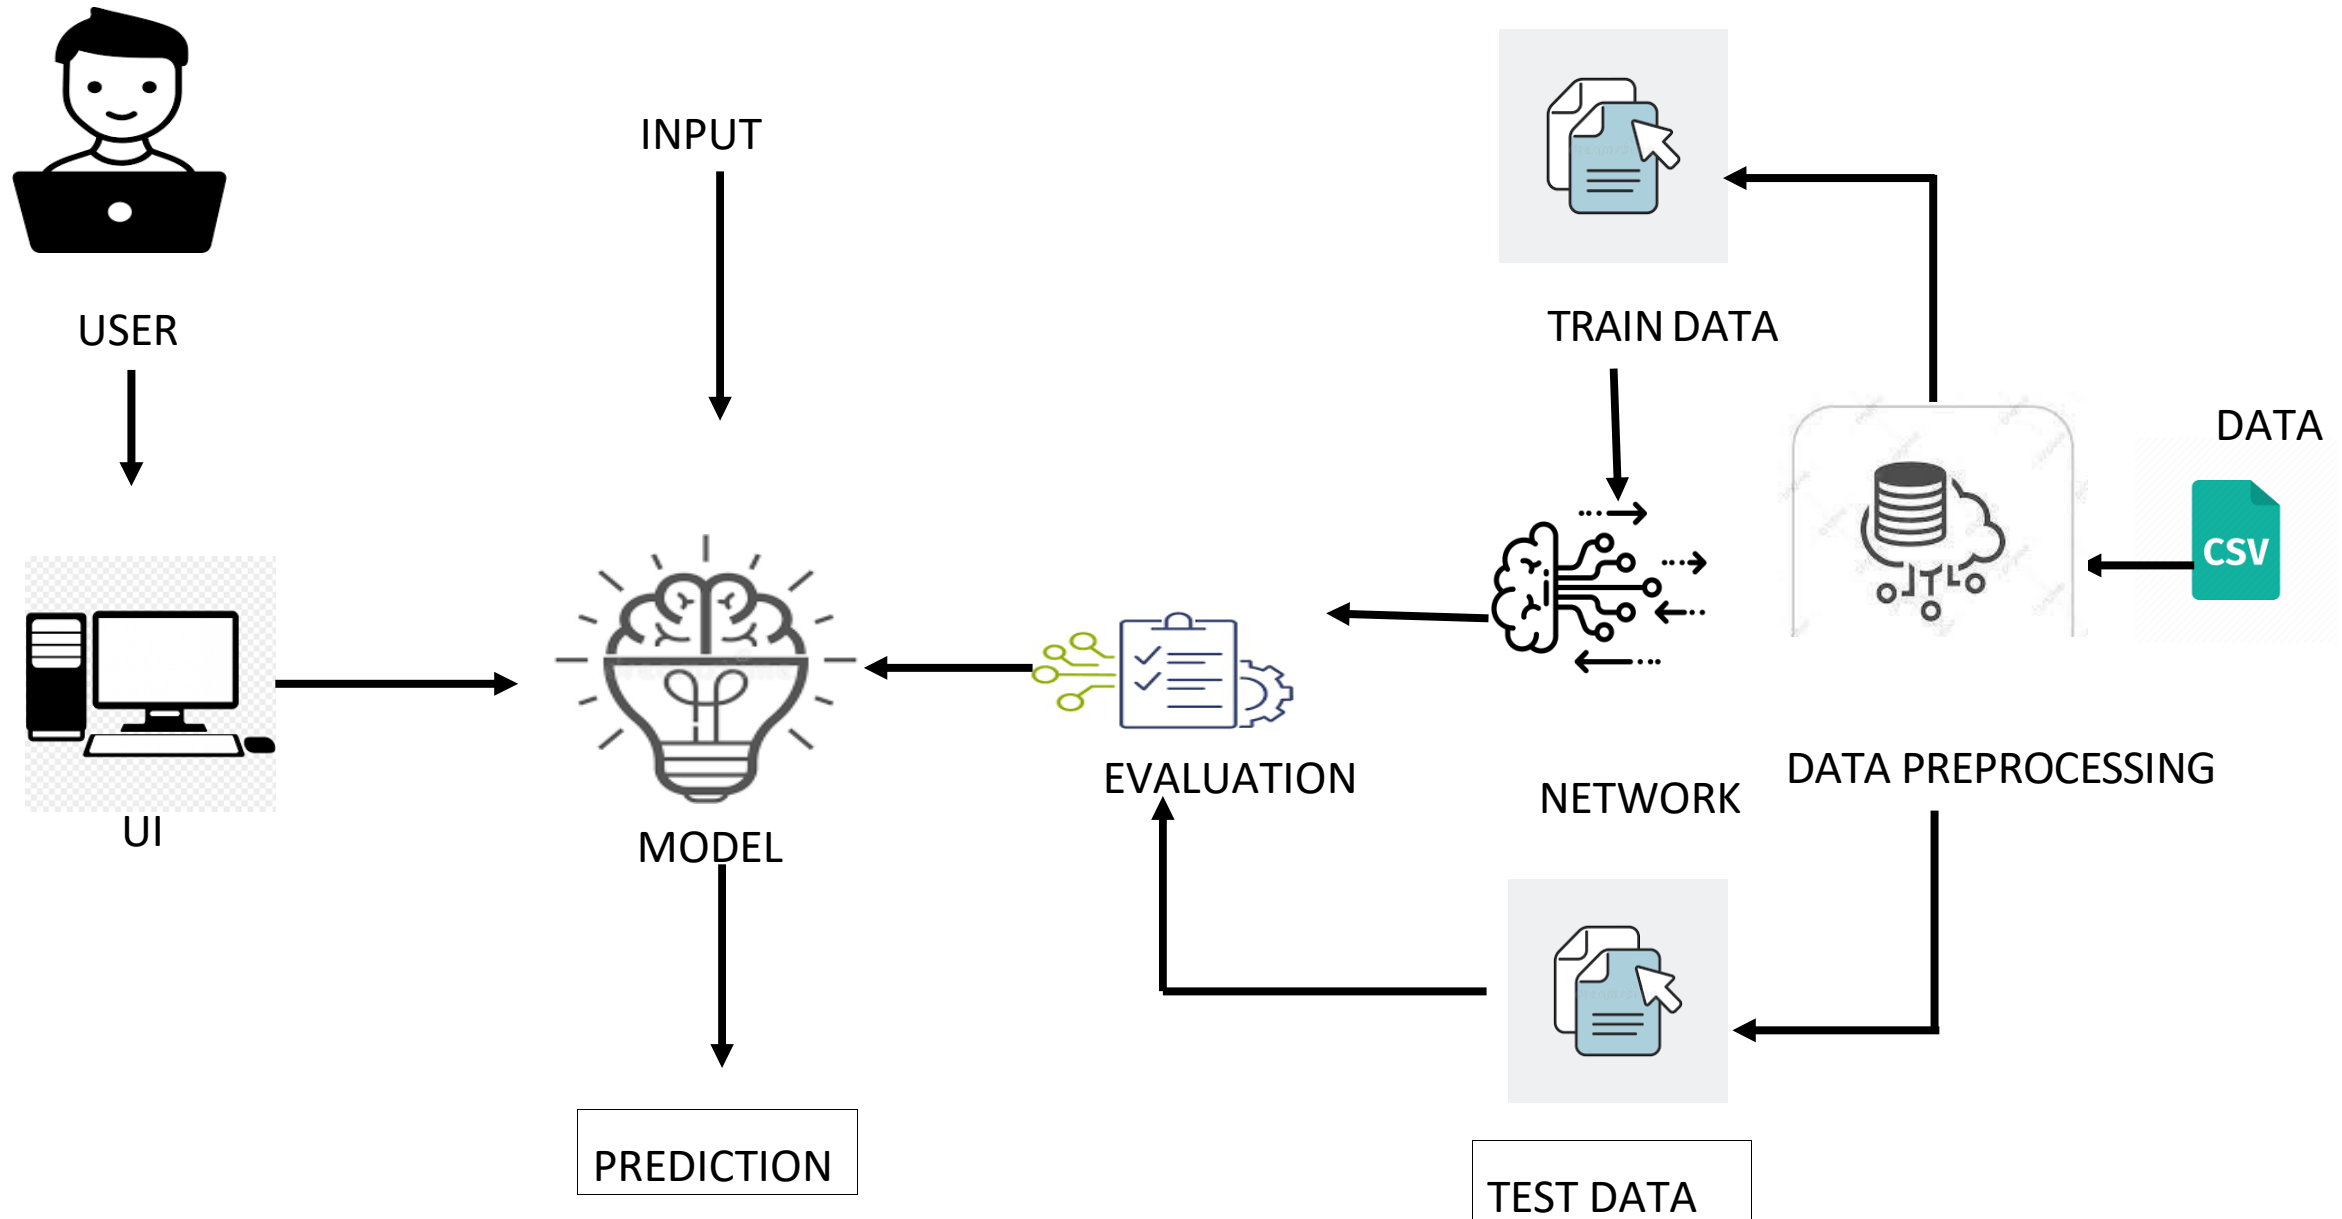 INPUT
USER
TRAIN DATA
DATA
CSV
EVALUATION
NETWORK
DATA PREPROCESSING
UI
MODEL
PREDICTION
TEST DATA